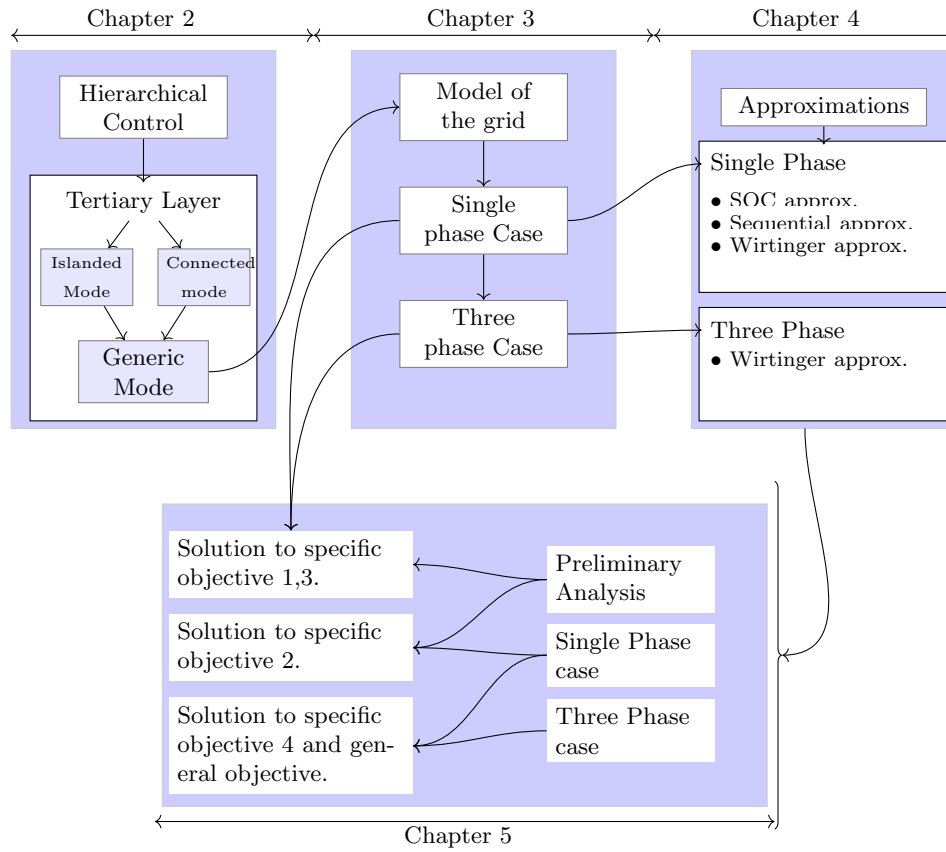 Chapter 2
Chapter 3
Chapter 4
Hierarchical
Control
Tertiary Layer
Islanded
Mode
Connected
mode
Generic
Mode
Model of
the grid
Single
phase Case
Three
phase Case
Approximations
Single Phase
• SOC approx.
• Sequential approx.
• Wirtinger approx.
Three Phase
• Wirtinger approx.
Solution to specific
objective 1,3.
Solution to specific
objective 2.
Solution to specific
objective 4 and gen-
eral objective.
Preliminary
Analysis
Single Phase
case
Three Phase
case
Chapter 5